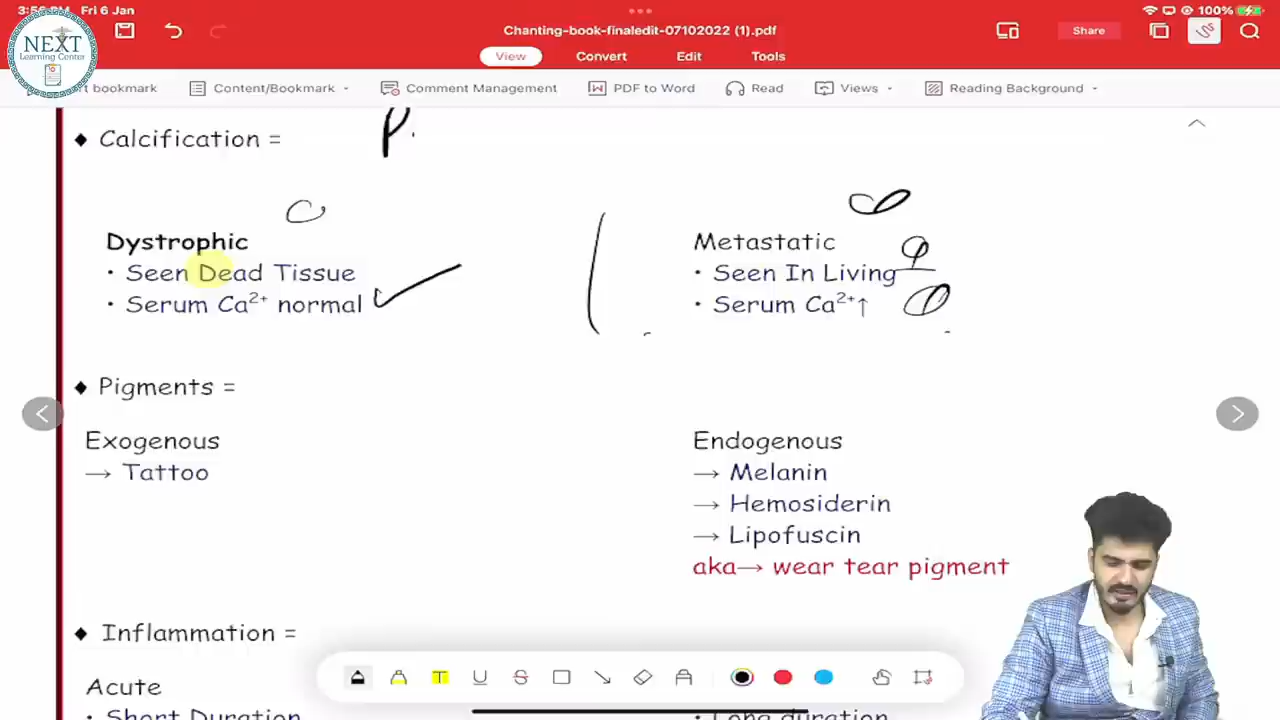 3:56 PM Fri 6 Jan
100%
NEXT
Learning Center
Chanting-book-finaledit-07102022 (1).pdf
Share
View Convert Edit Tools
bookmark Content/Bookmark Comment Management PDF to Word Read Views Reading Background
♦ Calcification =
P.
Dystrophic
• Seen Dead Tissue
• Serum Ca²⁺ normal
Metastatic
• Seen In Living
• Serum Ca²⁺↑
♦ Pigments =
Exogenous
→ Tattoo
Endogenous
→ Melanin
→ Hemosiderin
→ Lipofuscin
aka→ wear tear pigment
♦ Inflammation =
Acute
• Short Duration
• Long duration